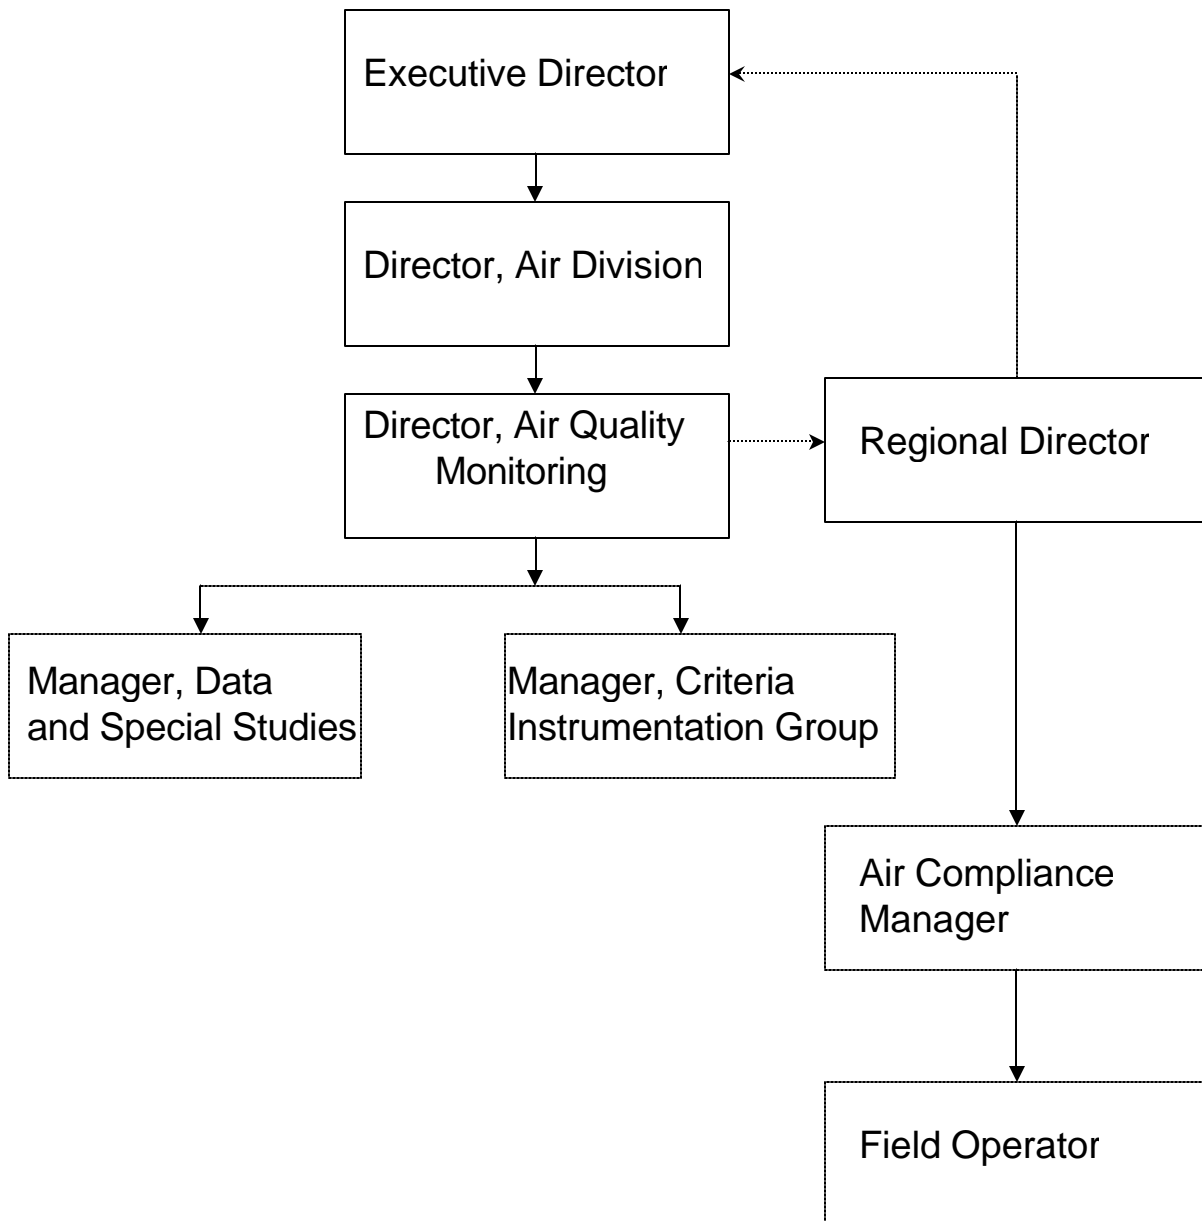 Executive Director
Director, Air Division
Director, Air Quality
Monitoring
Regional Director
Manager, Data
and Special Studies
Manager, Criteria
Instrumentation Group
Air Compliance
Manager
Field Operator